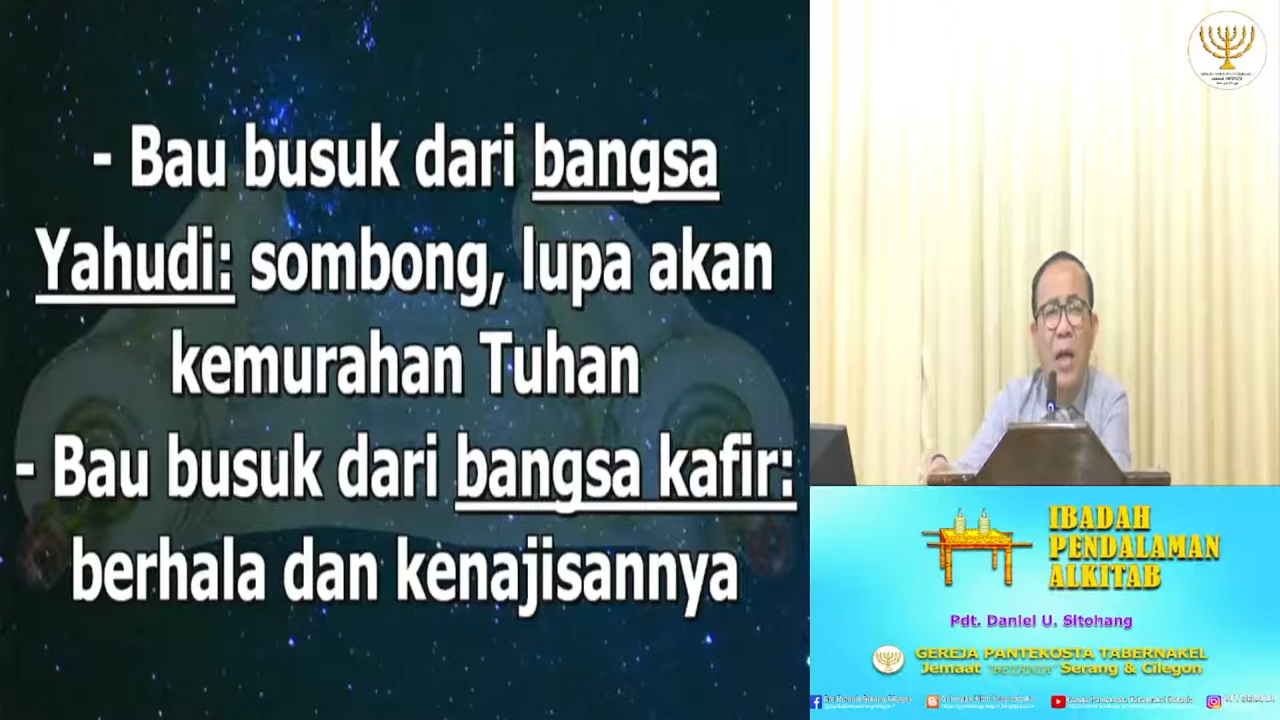 - Bau busuk dari bangsa
Yahudi: sombong, lupa akan
kemurahan Tuhan
- Bau busuk dari bangsa kafir:
berhala dan kenajisannya
IBADAH
PENDALAMAN
ALKITAB
Pdt. Daniel U. Sitohang
GEREJA PANTEKOSTA TABERNAKEL
Jemaat Serang & Cilegon